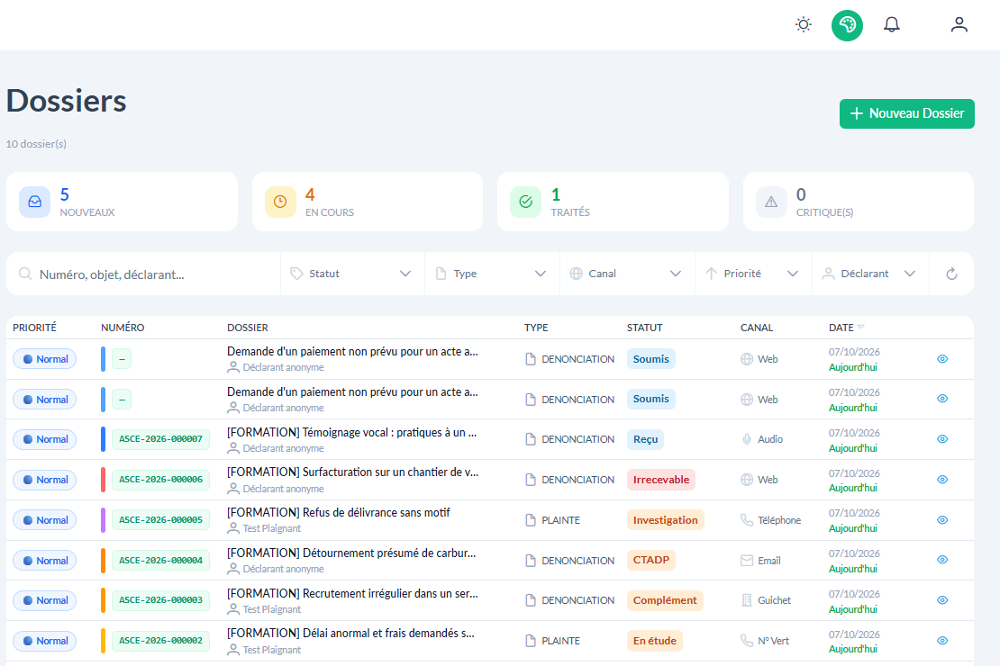 Dossiers
Nouveau Dossier
10 dossier(s)
5
NOUVEAUX
4
EN COURS
1
TRAITÉS
0
CRITIQUE(S)
Numéro, objet, déclarant...
Statut
Type
Canal
Priorité
Déclarant
PRIORITÉ NUMÉRO DOSSIER TYPE STATUT CANAL DATE
Normal – Demande d'un paiement non prévu pour un acte a... DENONCIATION Soumis Web 07/10/2026
Déclarant anonyme Aujourd'hui
Normal – Demande d'un paiement non prévu pour un acte a... DENONCIATION Soumis Web 07/10/2026
Déclarant anonyme Aujourd'hui
Normal ASCE-2026-000007 [FORMATION] Témoignage vocal : pratiques à un ... DENONCIATION Reçu Audio 07/10/2026
Déclarant anonyme Aujourd'hui
Normal ASCE-2026-000006 [FORMATION] Surfacturation sur un chantier de v... DENONCIATION Irrecevable Web 07/10/2026
Déclarant anonyme Aujourd'hui
Normal ASCE-2026-000005 [FORMATION] Refus de délivrance sans motif PLAINTE Investigation Téléphone 07/10/2026
Test Plaignant Aujourd'hui
Normal ASCE-2026-000004 [FORMATION] Détournement présumé de carbur... DENONCIATION CTADP Email 07/10/2026
Déclarant anonyme Aujourd'hui
Normal ASCE-2026-000003 [FORMATION] Recrutement irrégulier dans un ser... DENONCIATION Complément Guichet 07/10/2026
Test Plaignant Aujourd'hui
Normal ASCE-2026-000002 [FORMATION] Délai anormal et frais demandés s... PLAINTE En étude N° Vert 07/10/2026
Test Plaignant Aujourd'hui